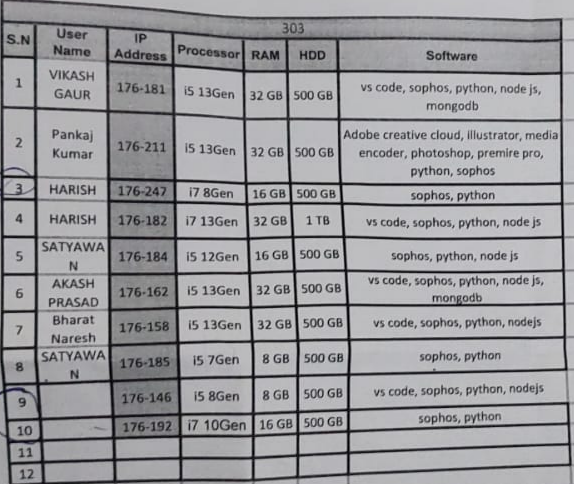 303
S.N User Name IP Address Processor RAM HDD Software
1 VIKASH GAUR 176-181 i5 13Gen 32 GB 500 GB vs code, sophos, python, node js, mongodb
2 Pankaj Kumar 176-211 i5 13Gen 32 GB 500 GB Adobe creative cloud, illustrator, media encoder, photoshop, premire pro, python, sophos
3 HARISH 176-247 i7 8Gen 16 GB 500 GB sophos, python
4 HARISH 176-182 i7 13Gen 32 GB 1 TB vs code, sophos, python, node js
5 SATYAWAN 176-184 i5 12Gen 16 GB 500 GB sophos, python, node js
6 AKASH PRASAD 176-162 i5 13Gen 32 GB 500 GB vs code, sophos, python, node js, mongodb
7 Bharat Naresh 176-158 i5 13Gen 32 GB 500 GB vs code, sophos, python, nodejs
8 SATYAWAN 176-185 i5 7Gen 8 GB 500 GB sophos, python
9 176-146 i5 8Gen 8 GB 500 GB vs code, sophos, python, nodejs
10 176-192 i7 10Gen 16 GB 500 GB sophos, python
11
12